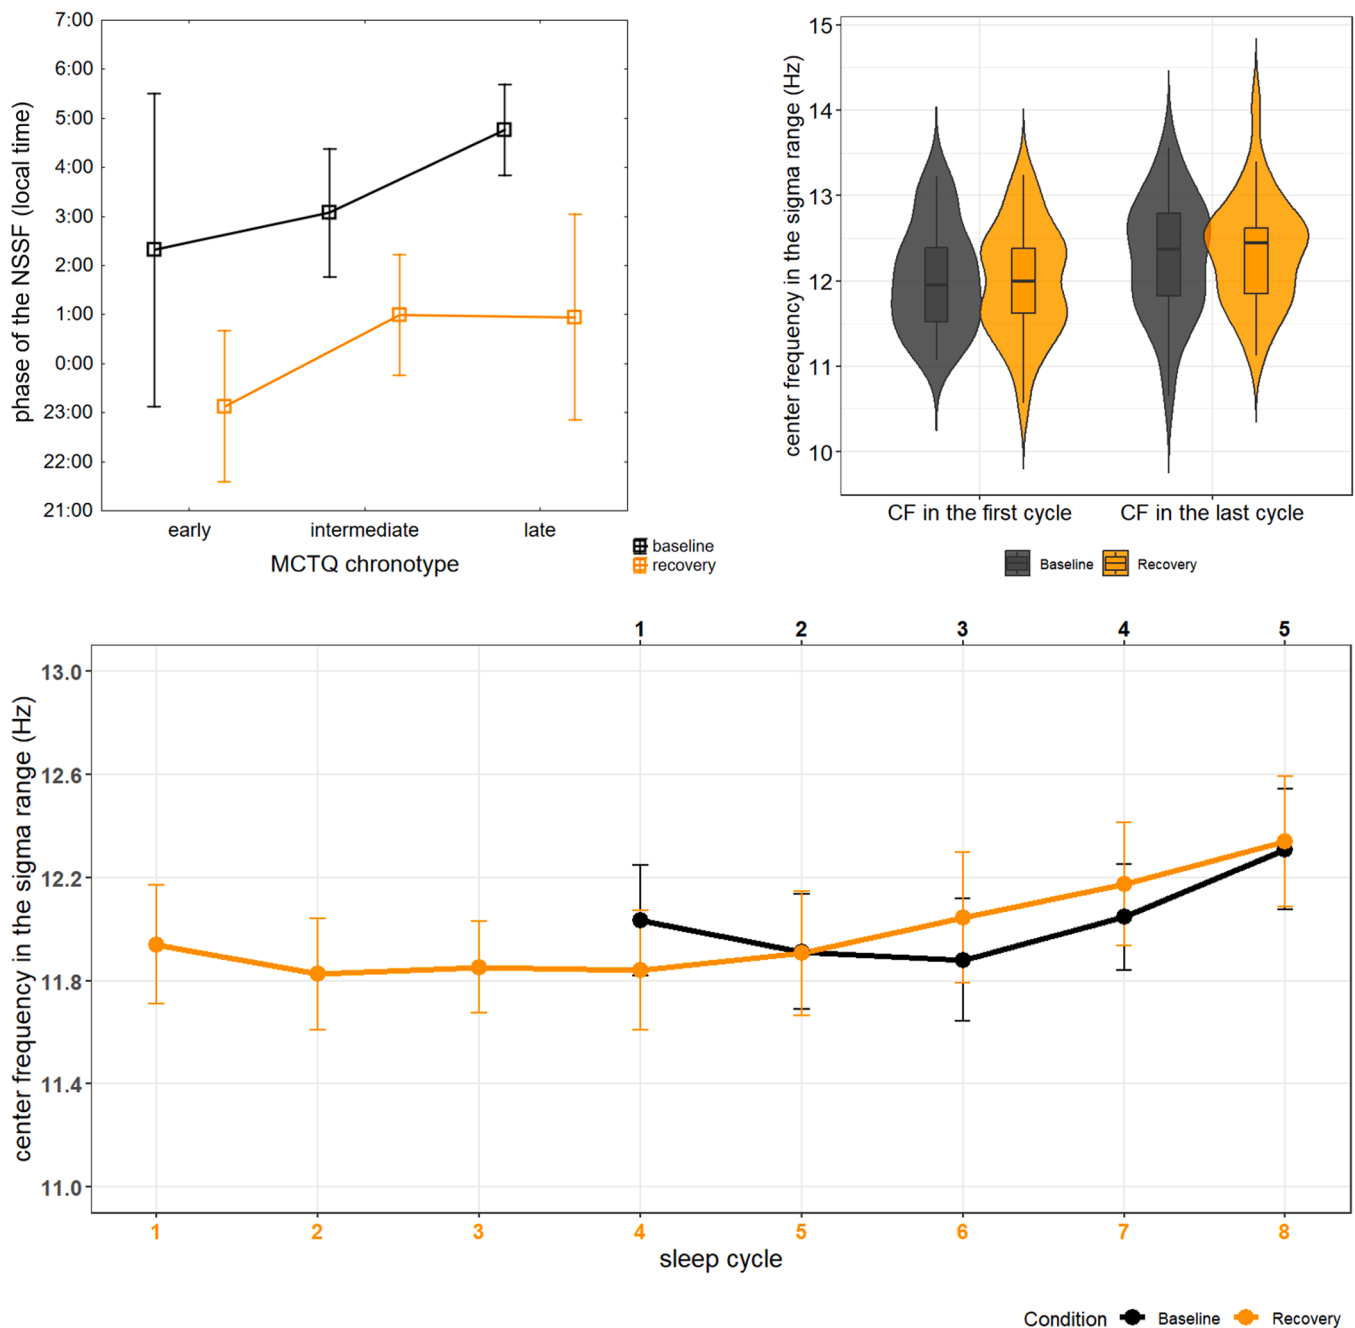 phase of the NSSF (local time)
7:00
6:00
5:00
4:00
3:00
2:00
1:00
0:00
23:00
22:00
21:00
early intermediate late
MCTQ chronotype
baseline
recovery
center frequency in the sigma range (Hz)
15
14
13
12
11
10
CF in the first cycle CF in the last cycle
Baseline Recovery
1 2 3 4 5
center frequency in the sigma range (Hz)
13.0
12.6
12.2
11.8
11.4
11.0
1 2 3 4 5 6 7 8
sleep cycle
Condition Baseline Recovery